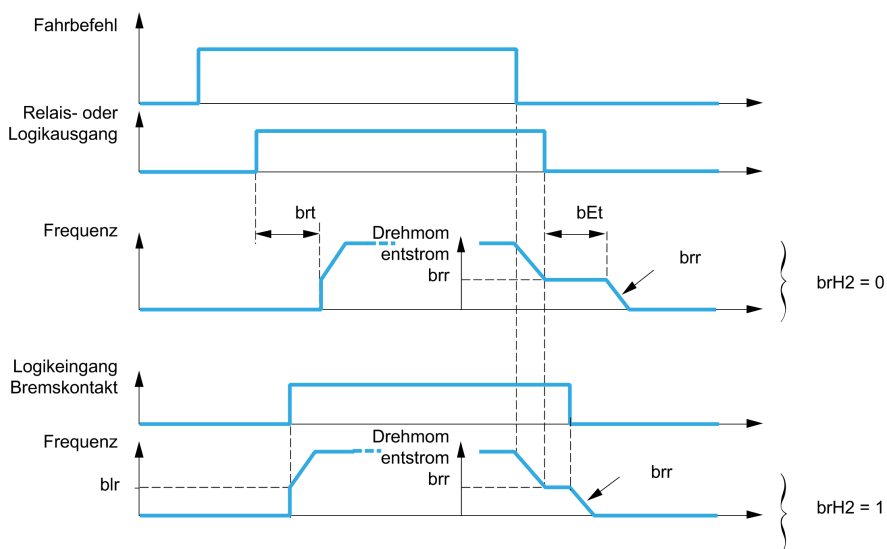 Fahrbefehl
Relais- oder
Logikausgang
brt
bEt
Frequenz
Drehmom
entstrom
brr
brr
brH2 = 0
Logikeingang
Bremskontakt
Frequenz
Drehmom
entstrom
blr
brr
brr
brH2 = 1